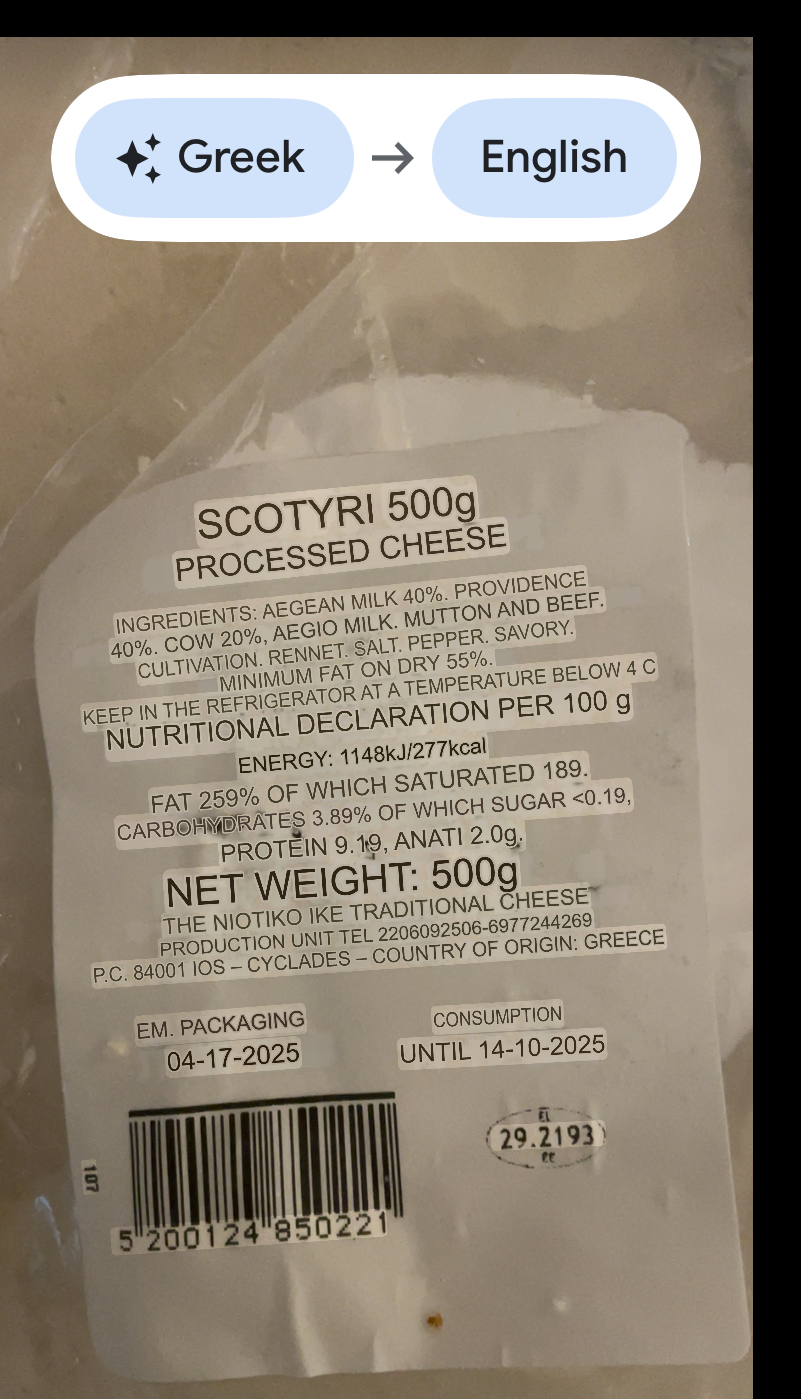 Greek → English
SCOTYRI 500g
PROCESSED CHEESE
INGREDIENTS: AEGEAN MILK 40%. PROVIDENCE
40%. COW 20%, AEGIO MILK. MUTTON AND BEEF.
CULTIVATION. RENNET. SALT. PEPPER. SAVORY.
MINIMUM FAT ON DRY 55%.
KEEP IN THE REFRIGERATOR AT A TEMPERATURE BELOW 4 C
NUTRITIONAL DECLARATION PER 100 g
ENERGY: 1148kJ/277kcal
FAT 259% OF WHICH SATURATED 189.
CARBOHYDRATES 3.89% OF WHICH SUGAR <0.19,
PROTEIN 9.19, ANATI 2.0g.
NET WEIGHT: 500g
THE NIOTIKO IKE TRADITIONAL CHEESE
PRODUCTION UNIT TEL 2206092506-6977244269
P.C. 84001 IOS – CYCLADES – COUNTRY OF ORIGIN: GREECE
EM. PACKAGING
04-17-2025
CONSUMPTION
UNTIL 14-10-2025
EL
29.2193
EE
107
5 200124 850221